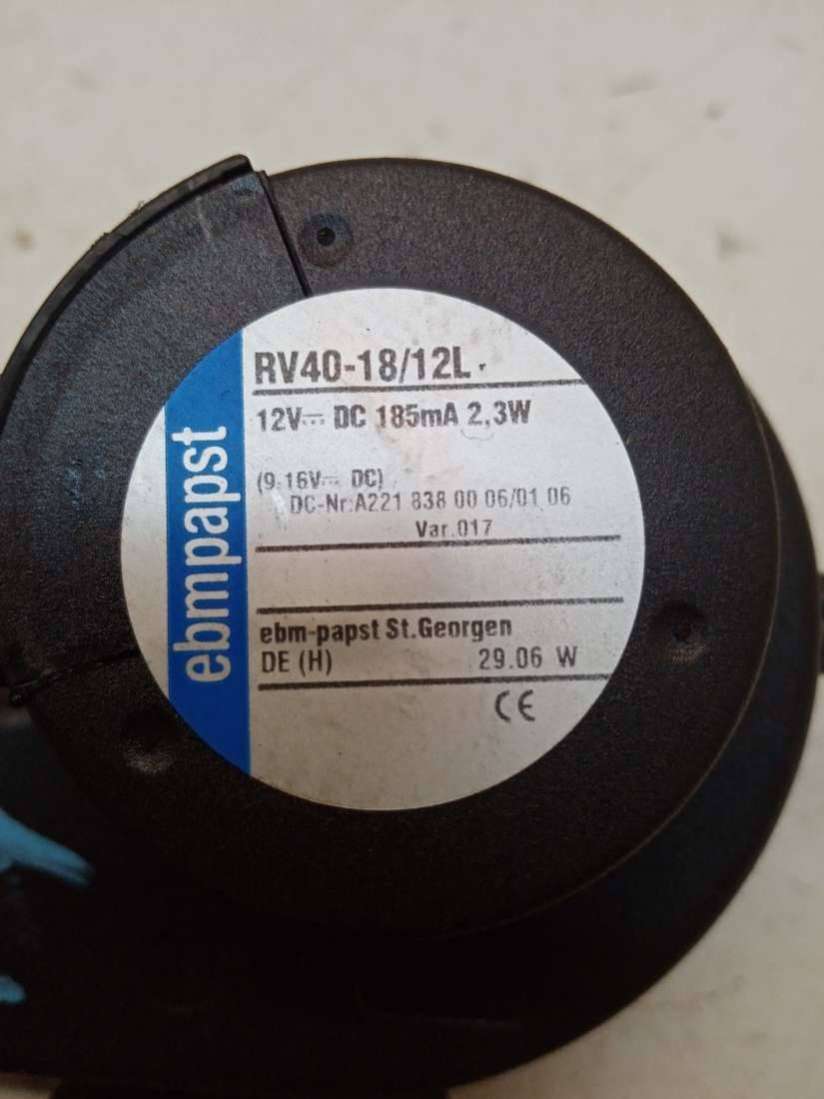 ebmpapst
RV40-18/12L
12V⎓ DC 185mA 2,3W
(9-16V⎓ DC)
DC-Nr:A221 838 00 06/01 06
Var.017
ebm-papst St.Georgen
DE (H) 29.06 W
CE